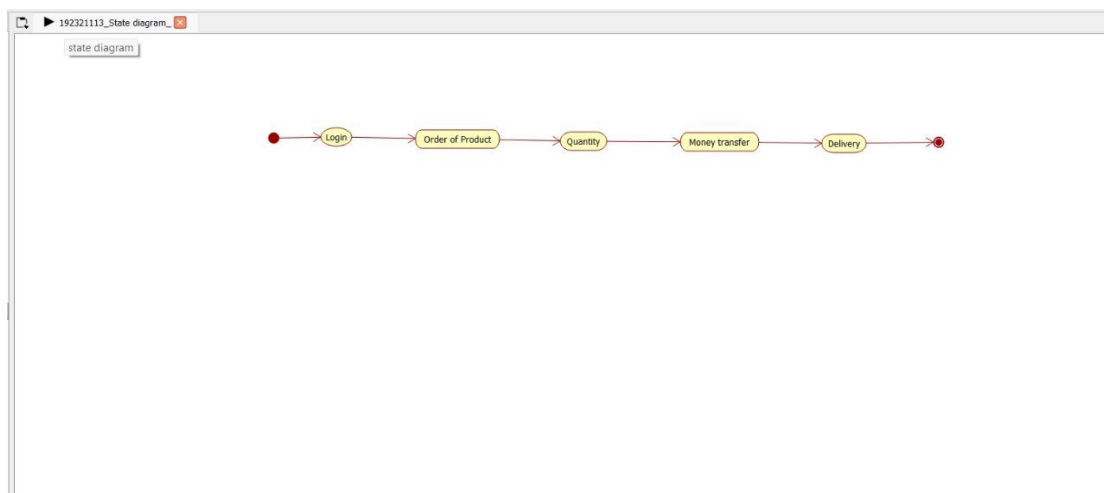 192321113_State diagram_
state diagram
Login
Order of Product
Quantity
Money transfer
Delivery